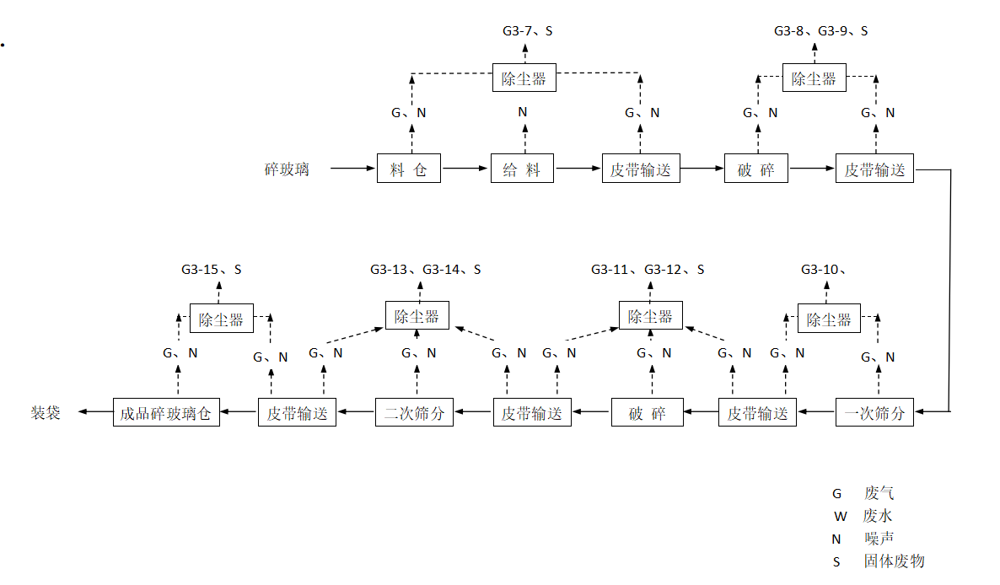 G3-7、S
G3-8、G3-9、S
除尘器
除尘器
G、N
N
G、N
G、N
G、N
碎玻璃
料 仓
给 料
皮带输送
破 碎
皮带输送
G3-15、S
G3-13、G3-14、S
G3-11、G3-12、S
G3-10、
除尘器
除尘器
除尘器
除尘器
G、N
G、N
G、N
G、N
G、N
G、N
G、N
G、N
G、N
G、N
装袋
成品碎玻璃仓
皮带输送
二次筛分
皮带输送
破 碎
皮带输送
一次筛分
G 废气
W 废水
N 噪声
S 固体废物